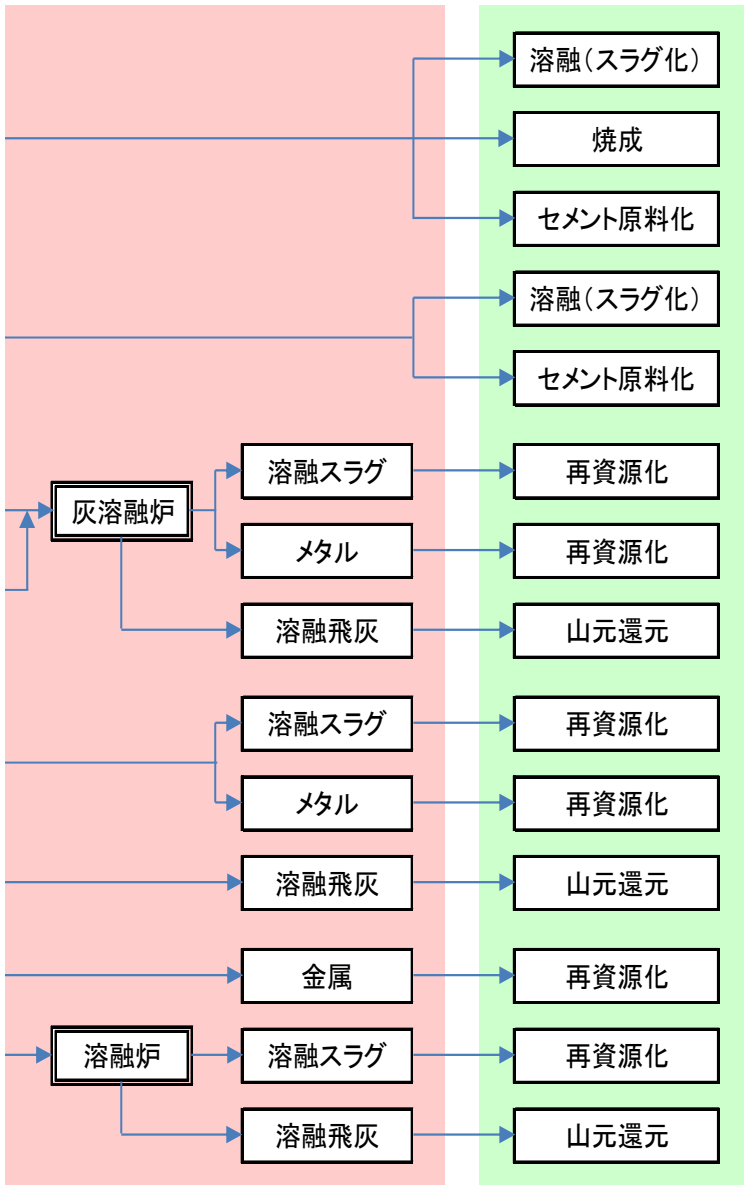 溶融(スラグ化)
焼成
セメント原料化
溶融(スラグ化)
セメント原料化
灰溶融炉
溶融スラグ
再資源化
メタル
再資源化
溶融飛灰
山元還元
溶融スラグ
再資源化
メタル
再資源化
溶融飛灰
山元還元
金属
再資源化
溶融炉
溶融スラグ
再資源化
溶融飛灰
山元還元